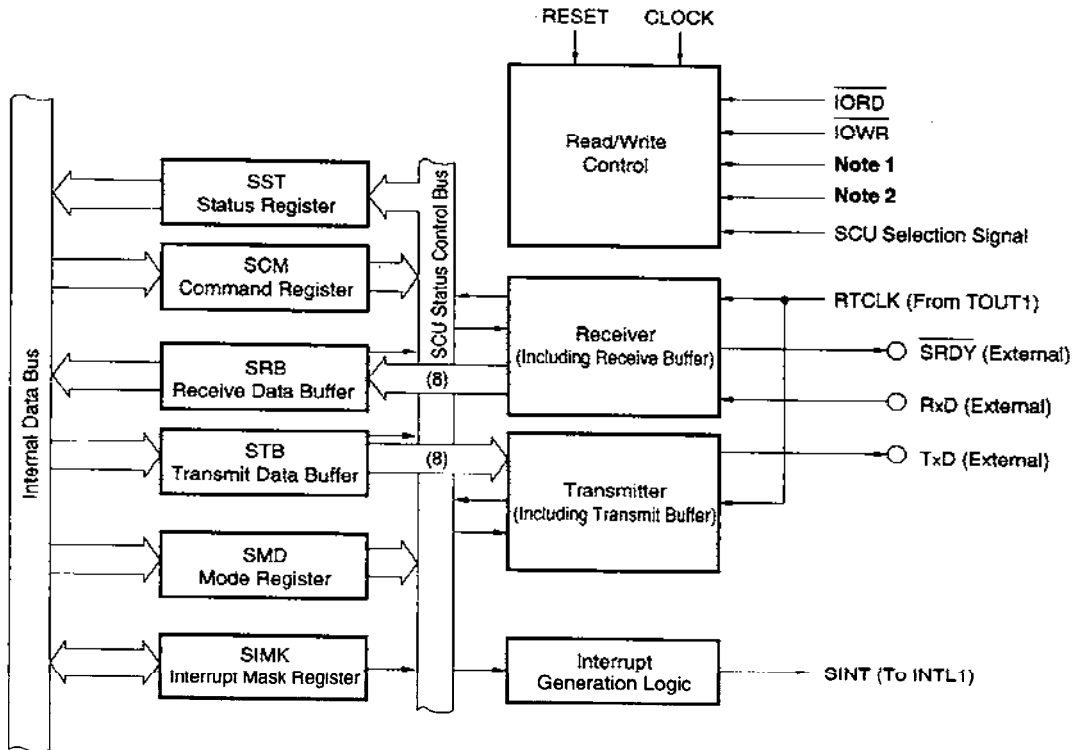 RESET CLOCK
IORD
IOWR
Read/Write
Control
Note 1
Note 2
SCU Selection Signal
Internal Data Bus
SST
Status Register
SCU Status Control Bus
SCM
Command Register
RTCLK (From TOUT1)
Receiver
(Including Receive Buffer)
SRDY (External)
SRB
Receive Data Buffer
(8)
RxD (External)
STB
Transmit Data Buffer
(8)
TxD (External)
Transmitter
(Including Transmit Buffer)
SMD
Mode Register
SIMK
Interrupt Mask Register
Interrupt
Generation Logic
SINT (To INTL1)